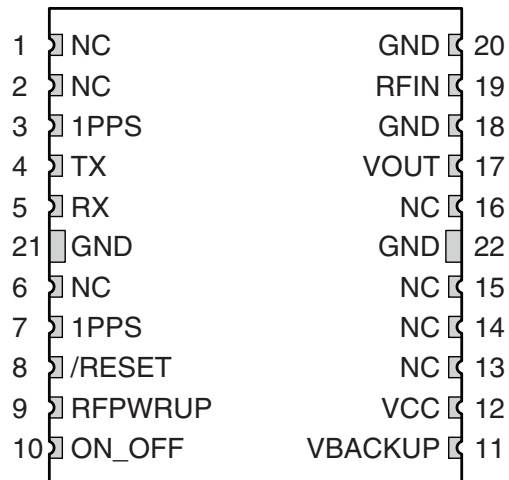 1 NC GND 20
2 NC RFIN 19
3 1PPS GND 18
4 TX VOUT 17
5 RX NC 16
21 GND GND 22
6 NC NC 15
7 1PPS NC 14
8 /RESET NC 13
9 RFPWRUP VCC 12
10 ON_OFF VBACKUP 11